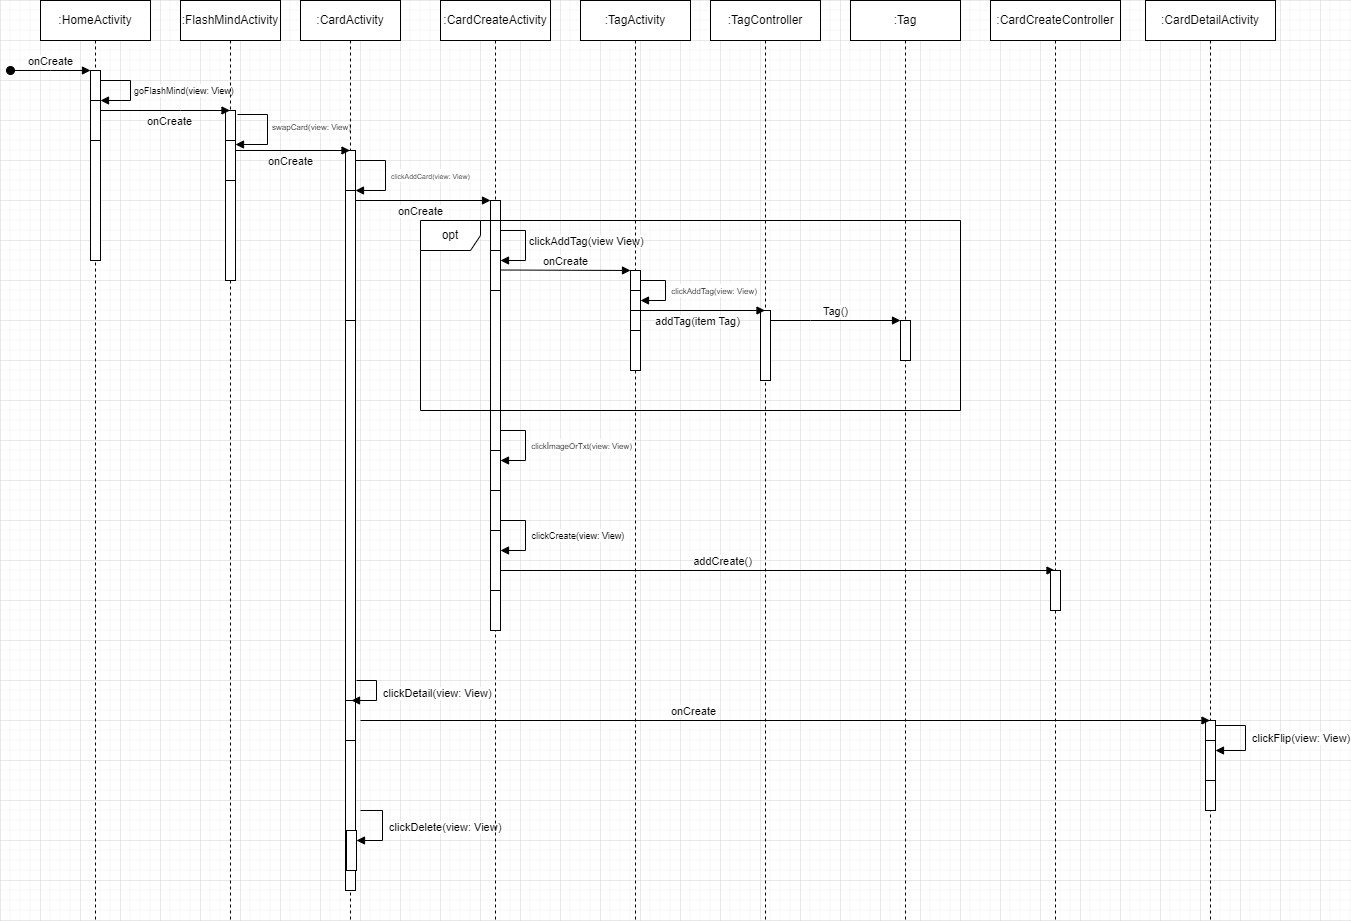 :HomeActivity
:FlashMindActivity
:CardActivity
:CardCreateActivity
:TagActivity
:TagController
:Tag
:CardCreateController
:CardDetailActivity
onCreate
goFlashMind(view: View)
onCreate
swapCard(view: View)
onCreate
clickAddCard(view: View)
onCreate
opt
clickAddTag(view View)
onCreate
clickAddTag(view: View)
addTag(item Tag)
Tag()
clickImageOrTxt(view: View)
clickCreate(view: View)
addCreate()
clickDetail(view: View)
onCreate
clickFlip(view: View)
clickDelete(view: View)